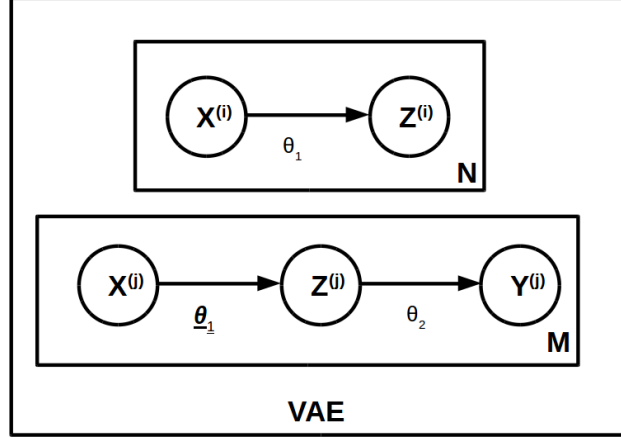 X(i) Z(i)
θ1
N
X(j) Z(j) Y(j)
θ1 θ2
M
VAE